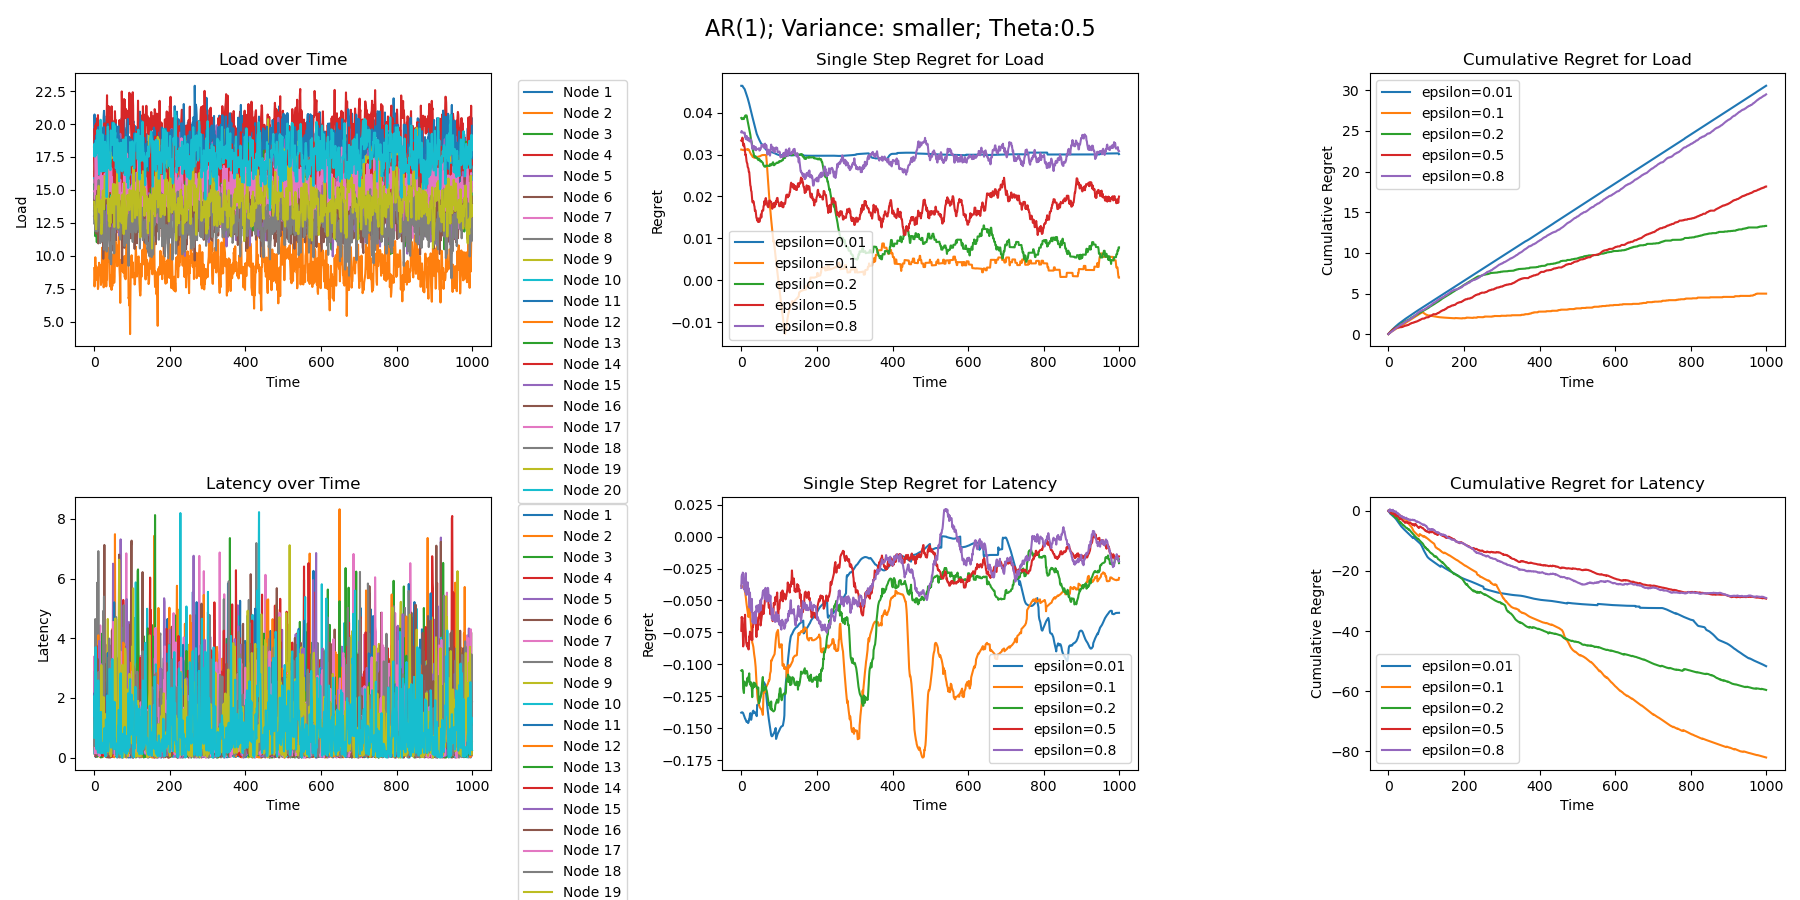 AR(1); Variance: smaller; Theta:0.5
Load over Time
Load
22.5
20.0
17.5
15.0
12.5
10.0
7.5
5.0
0 200 400 600 800 1000
Time
Node 1
Node 2
Node 3
Node 4
Node 5
Node 6
Node 7
Node 8
Node 9
Node 10
Node 11
Node 12
Node 13
Node 14
Node 15
Node 16
Node 17
Node 18
Node 19
Node 20
Single Step Regret for Load
Regret
0.04
0.03
0.02
0.01
0.00
−0.01
epsilon=0.01
epsilon=0.1
epsilon=0.2
epsilon=0.5
epsilon=0.8
0 200 400 600 800 1000
Time
Cumulative Regret for Load
Cumulative Regret
30
25
20
15
10
5
0
epsilon=0.01
epsilon=0.1
epsilon=0.2
epsilon=0.5
epsilon=0.8
0 200 400 600 800 1000
Time
Latency over Time
Latency
8
6
4
2
0
0 200 400 600 800 1000
Time
Node 1
Node 2
Node 3
Node 4
Node 5
Node 6
Node 7
Node 8
Node 9
Node 10
Node 11
Node 12
Node 13
Node 14
Node 15
Node 16
Node 17
Node 18
Node 19
Single Step Regret for Latency
Regret
0.025
0.000
−0.025
−0.050
−0.075
−0.100
−0.125
−0.150
−0.175
epsilon=0.01
epsilon=0.1
epsilon=0.2
epsilon=0.5
epsilon=0.8
0 200 400 600 800 1000
Time
Cumulative Regret for Latency
Cumulative Regret
0
−20
−40
−60
−80
epsilon=0.01
epsilon=0.1
epsilon=0.2
epsilon=0.5
epsilon=0.8
0 200 400 600 800 1000
Time